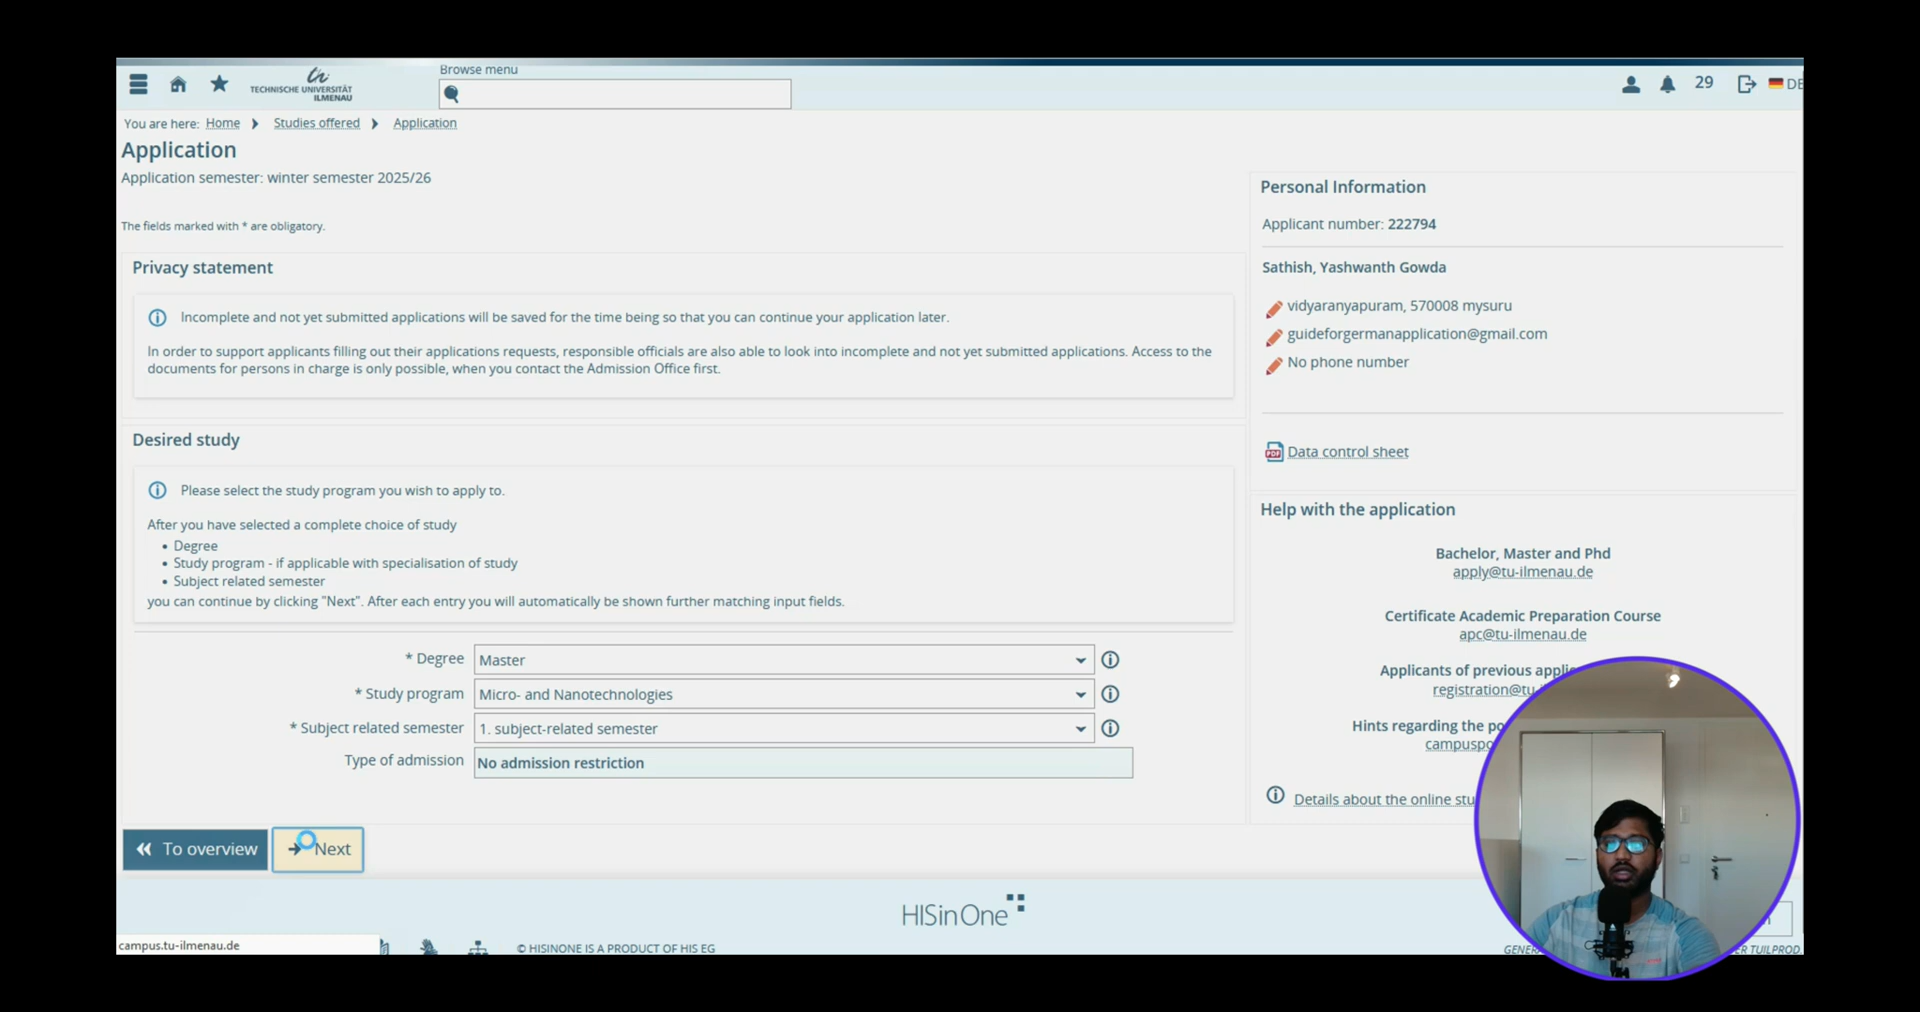 Browse menu
TECHNISCHE UNIVERSITÄT
ILMENAU
29
DE
You are here: Home Studies offered Application
Application
Application semester: winter semester 2025/26
The fields marked with * are obligatory.
Privacy statement
Incomplete and not yet submitted applications will be saved for the time being so that you can continue your application later.
In order to support applicants filling out their applications requests, responsible officials are also able to look into incomplete and not yet submitted applications. Access to the
documents for persons in charge is only possible, when you contact the Admission Office first.
Desired study
Please select the study program you wish to apply to.
After you have selected a complete choice of study
• Degree
• Study program - if applicable with specialisation of study
• Subject related semester
you can continue by clicking "Next". After each entry you will automatically be shown further matching input fields.
* Degree Master
* Study program Micro- and Nanotechnologies
* Subject related semester 1. subject-related semester
Type of admission No admission restriction
To overview
Next
Personal Information
Applicant number: 222794
Sathish, Yashwanth Gowda
vidyaranyapuram, 570008 mysuru
guideforgermanapplication@gmail.com
No phone number
PDF Data control sheet
Help with the application
Bachelor, Master and Phd
apply@tu-ilmenau.de
Certificate Academic Preparation Course
apc@tu-ilmenau.de
Applicants of previous
registration@tu-
Hints regarding the
Details about the online
HISinOne
campus.tu-ilmenau.de
© HISINONE IS A PRODUCT OF HIS EG
TUILPROD